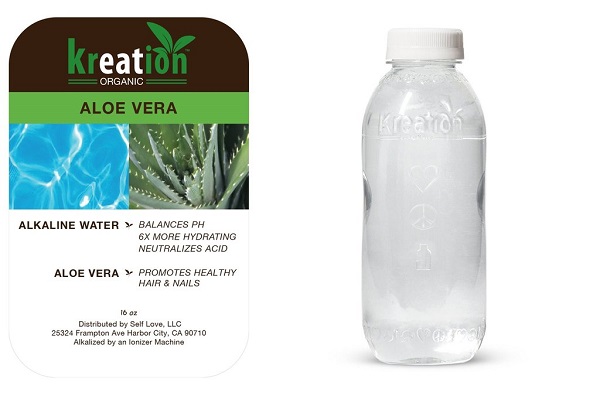 kreation™
ORGANIC
ALOE VERA
ALKALINE WATER BALANCES PH
6X MORE HYDRATING
NEUTRALIZES ACID
ALOE VERA PROMOTES HEALTHY
HAIR & NAILS
16 oz
Distributed by Self Love, LLC
25324 Frampton Ave Harbor City, CA 90710
Alkalized by an Ionizer Machine
Kreation